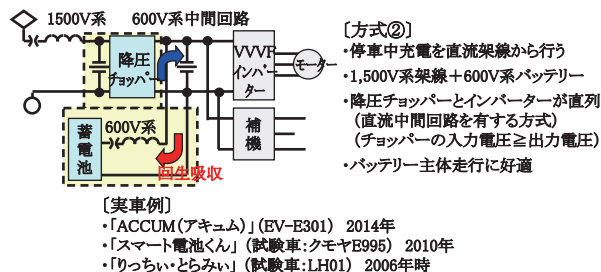 1500V系 600V系中間回路
降圧
チョッパー
VVVF
インバー
ター
モーター
600V系
蓄
電
池
回生吸収
補
機
〔方式②〕
・停車中充電を直流架線から行う
・1,500V系架線＋600V系バッテリー
・降圧チョッパーとインバーターが直列
（直流中間回路を有する方式）
（チョッパーの入力電圧≧出力電圧）
・バッテリー主体走行に好適
〔実車例〕
・「ACCUM（アキュム）」（EV-E301） 2014年
・「スマート電池くん」（試験車：クモヤE995） 2010年
・「りっちぃ・とらみぃ」（試験車：LH01） 2006年時